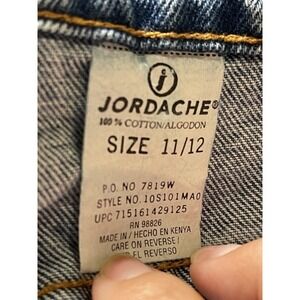 JORDACHE®
100% COTTON/ALGODON
SIZE 11/12
P.O. NO 7819W
STYLE NO. 10S101MAO
UPC 715161429125
RN 98826
MADE IN / HECHO EN KENYA
CARE ON REVERSE /
EL REVERSO